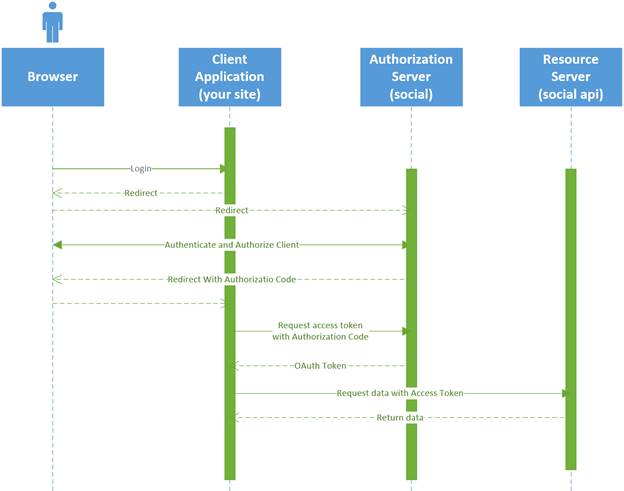 Browser
Client
Application
(your site)
Authorization
Server
(social)
Resource
Server
(social api)
Login
Redirect
Redirect
Authenticate and Authorize Client
Redirect With Authorizatio Code
Request access token
with Authorization Code
OAuth Token
Request data with Access Token
Return data